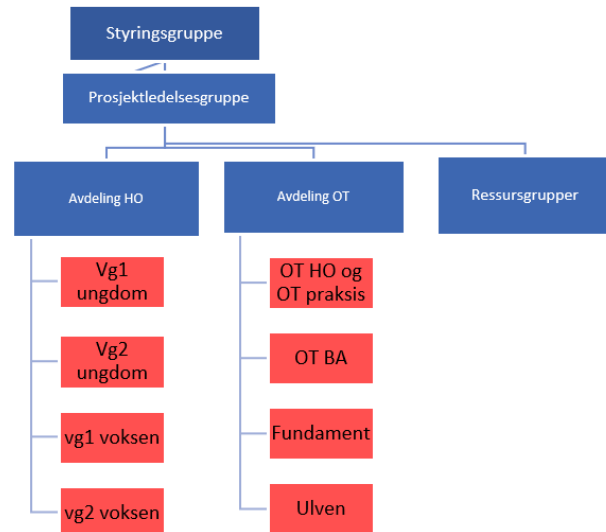 Styringsgruppe
Prosjektledelsesgruppe
Avdeling HO
Avdeling OT
Ressursgrupper
Vg1
ungdom
Vg2
ungdom
vg1 voksen
vg2 voksen
OT HO og
OT praksis
OT BA
Fundament
Ulven